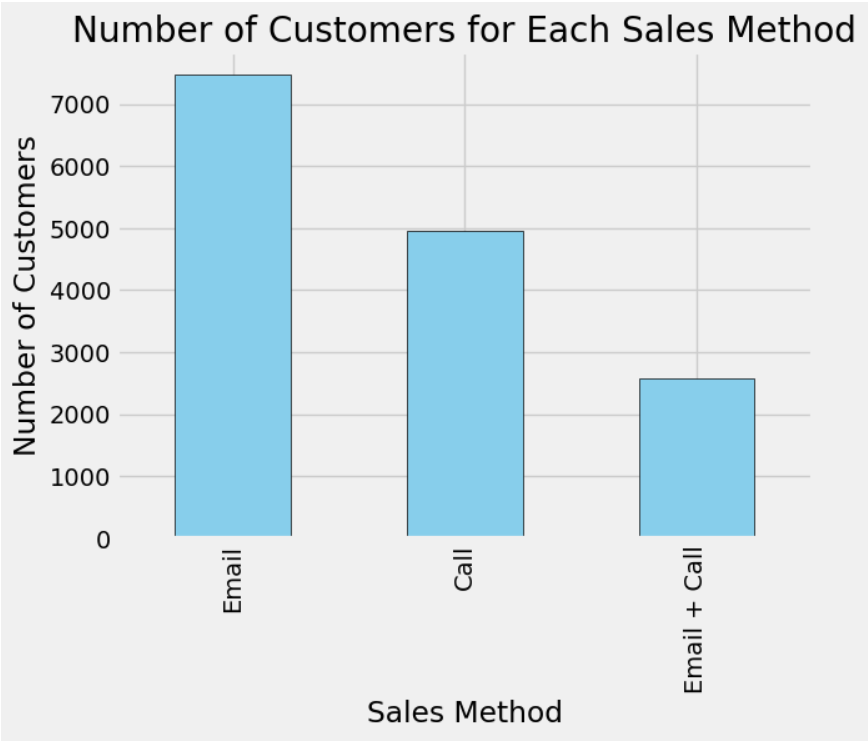 Number of Customers for Each Sales Method
Number of Customers
7000
6000
5000
4000
3000
2000
1000
0
Email
Call
Email + Call
Sales Method